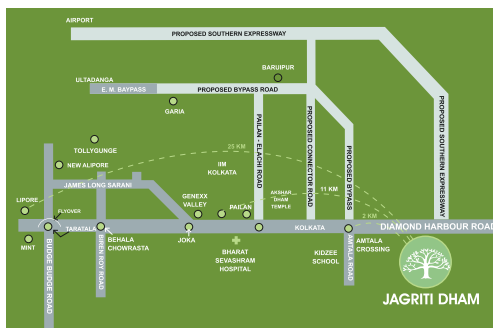 AIRPORT
PROPOSED SOUTHERN EXPRESSWAY
BARUIPUR
ULTADANGA
E. M. BAYPASS
PROPOSED BYPASS ROAD
GARIA
TOLLYGUNGE
25 KM
NEW ALIPORE
IIM
KOLKATA
PAILAN - ELACHI ROAD
PROPOSED CONNECTOR ROAD
PROPOSED BYPASS
PROPOSED SOUTHERN EXPRESSWAY
JAMES LONG SARANI
GENEXX
VALLEY
PAILAN
AKSHAR
DHAM
TEMPLE
11 KM
LIPORE
FLYOVER
2 KM
TARATALA
KOLKATA
DIAMOND HARBOUR ROAD
MINT
BUDGE BUDGE ROAD
BIREN ROY ROAD
BEHALA
CHOWRASTA
JOKA
BHARAT
SEVASHRAM
HOSPITAL
KIDZEE
SCHOOL
AMTALA ROAD
AMTALA
CROSSING
JAGRITI DHAM